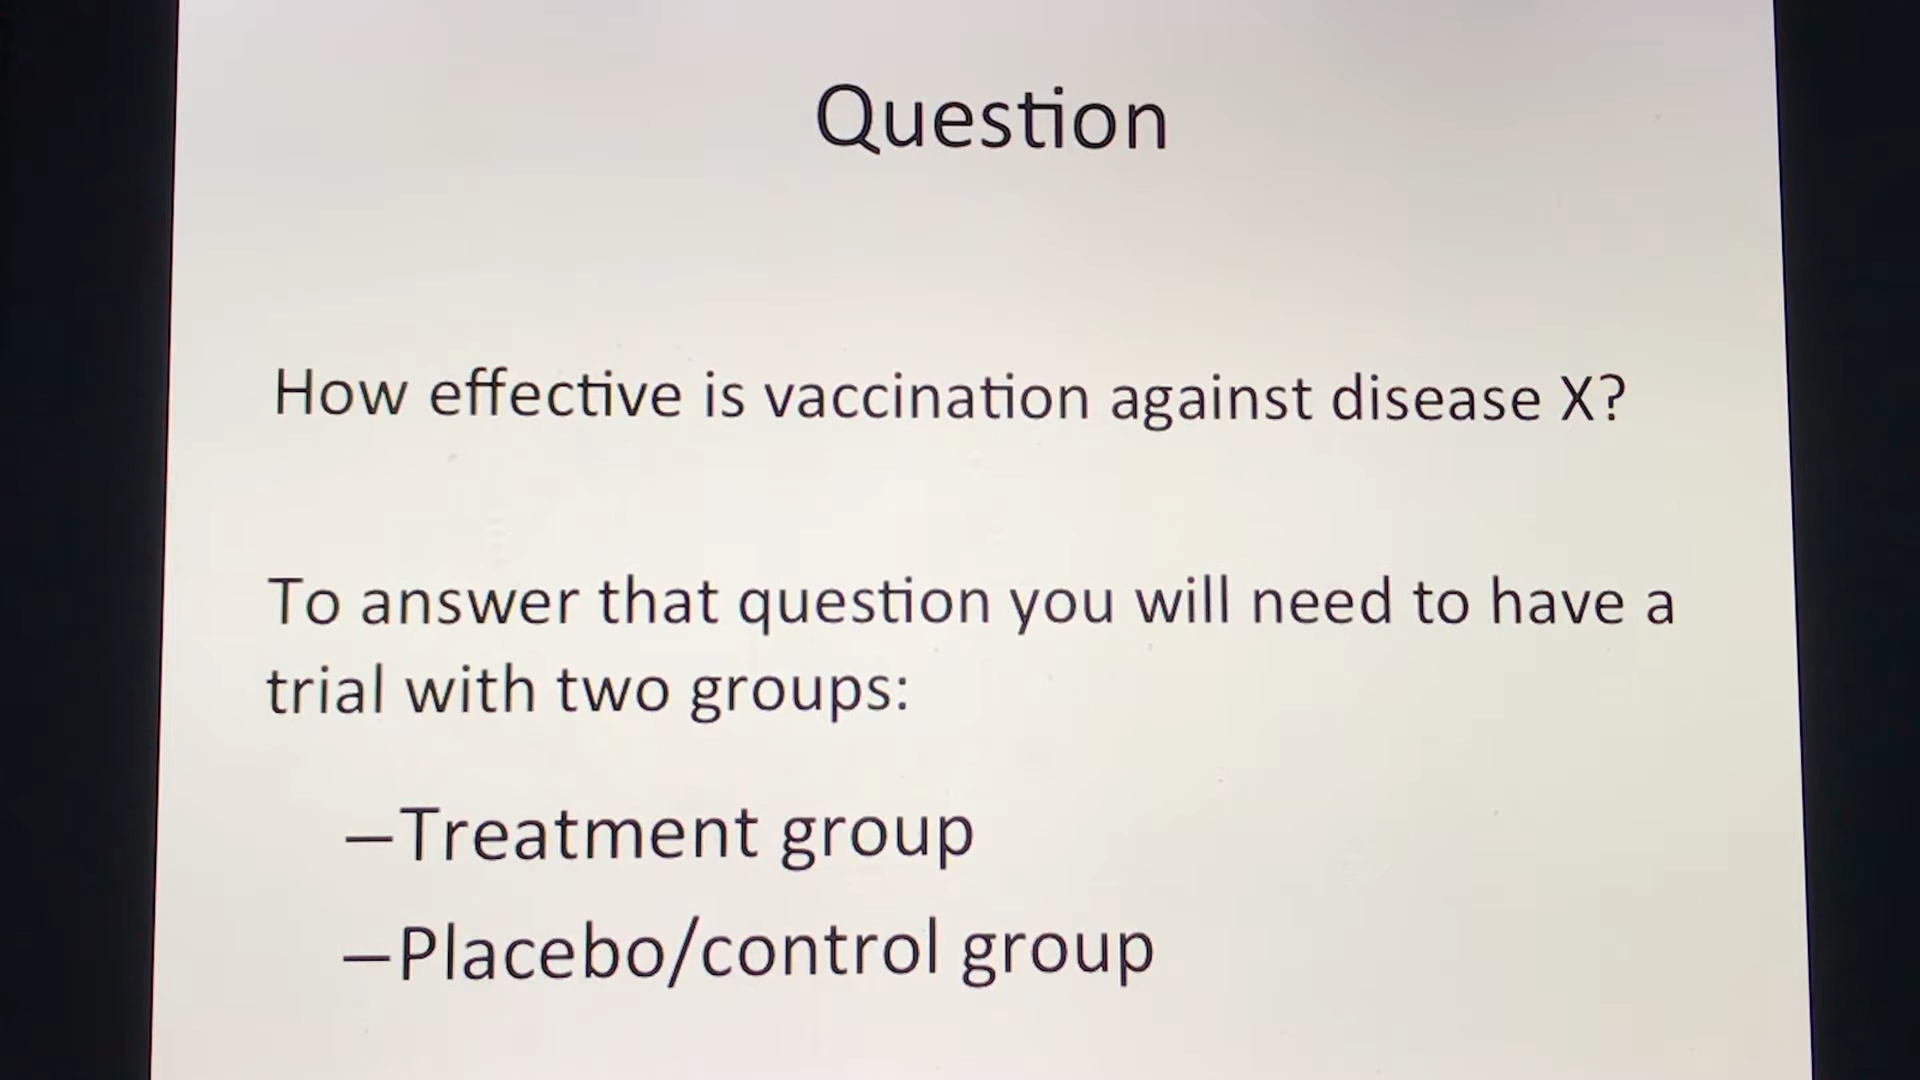 Question
How effective is vaccination against disease X?
To answer that question you will need to have a
trial with two groups:
–Treatment group
–Placebo/control group